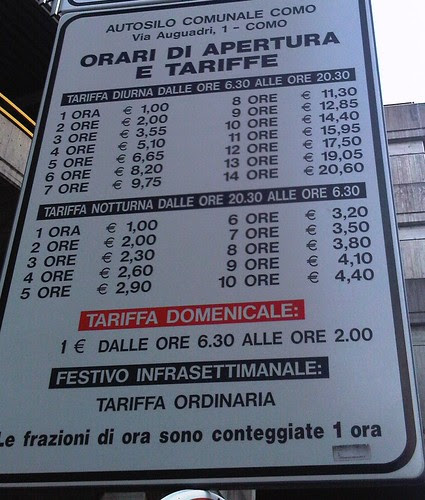 AUTOSILO COMUNALE COMO
Via Auguadri, 1 - COMO
ORARI DI APERTURA
E TARIFFE
TARIFFA DIURNA DALLE ORE 6.30 ALLE ORE 20.30
1 ORA € 1,00
2 ORE € 2,00
3 ORE € 3,55
4 ORE € 5,10
5 ORE € 6,65
6 ORE € 8,20
7 ORE € 9,75
8 ORE € 11,30
9 ORE € 12,85
10 ORE € 14,40
11 ORE € 15,95
12 ORE € 17,50
13 ORE € 19,05
14 ORE € 20,60
TARIFFA NOTTURNA DALLE ORE 20.30 ALLE ORE 6.30
1 ORA € 1,00
2 ORE € 2,00
3 ORE € 2,30
4 ORE € 2,60
5 ORE € 2,90
6 ORE € 3,20
7 ORE € 3,50
8 ORE € 3,80
9 ORE € 4,10
10 ORE € 4,40
TARIFFA DOMENICALE:
1 € DALLE ORE 6.30 ALLE ORE 2.00
FESTIVO INFRASETTIMANALE:
TARIFFA ORDINARIA
Le frazioni di ora sono conteggiate 1 ora